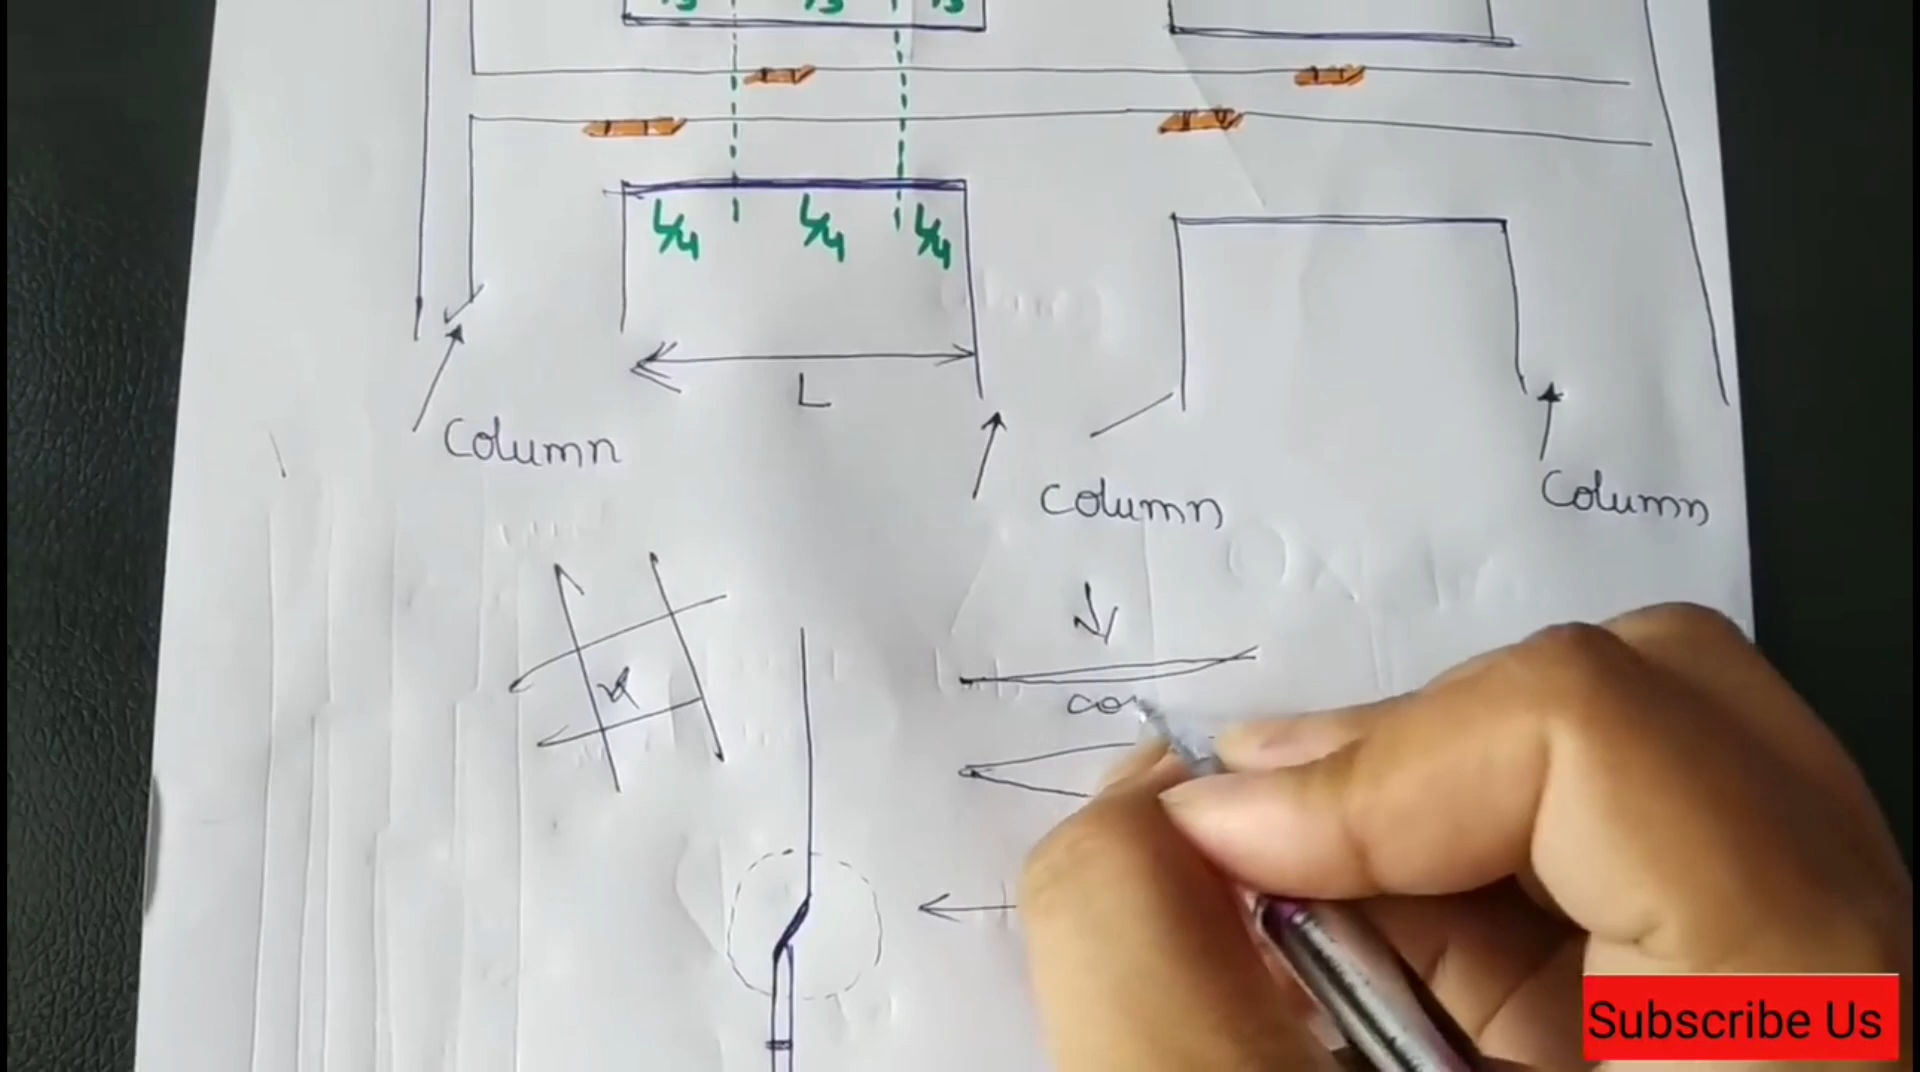 L/4 L/4 L/4
L
Column
Column
Column
Subscribe Us